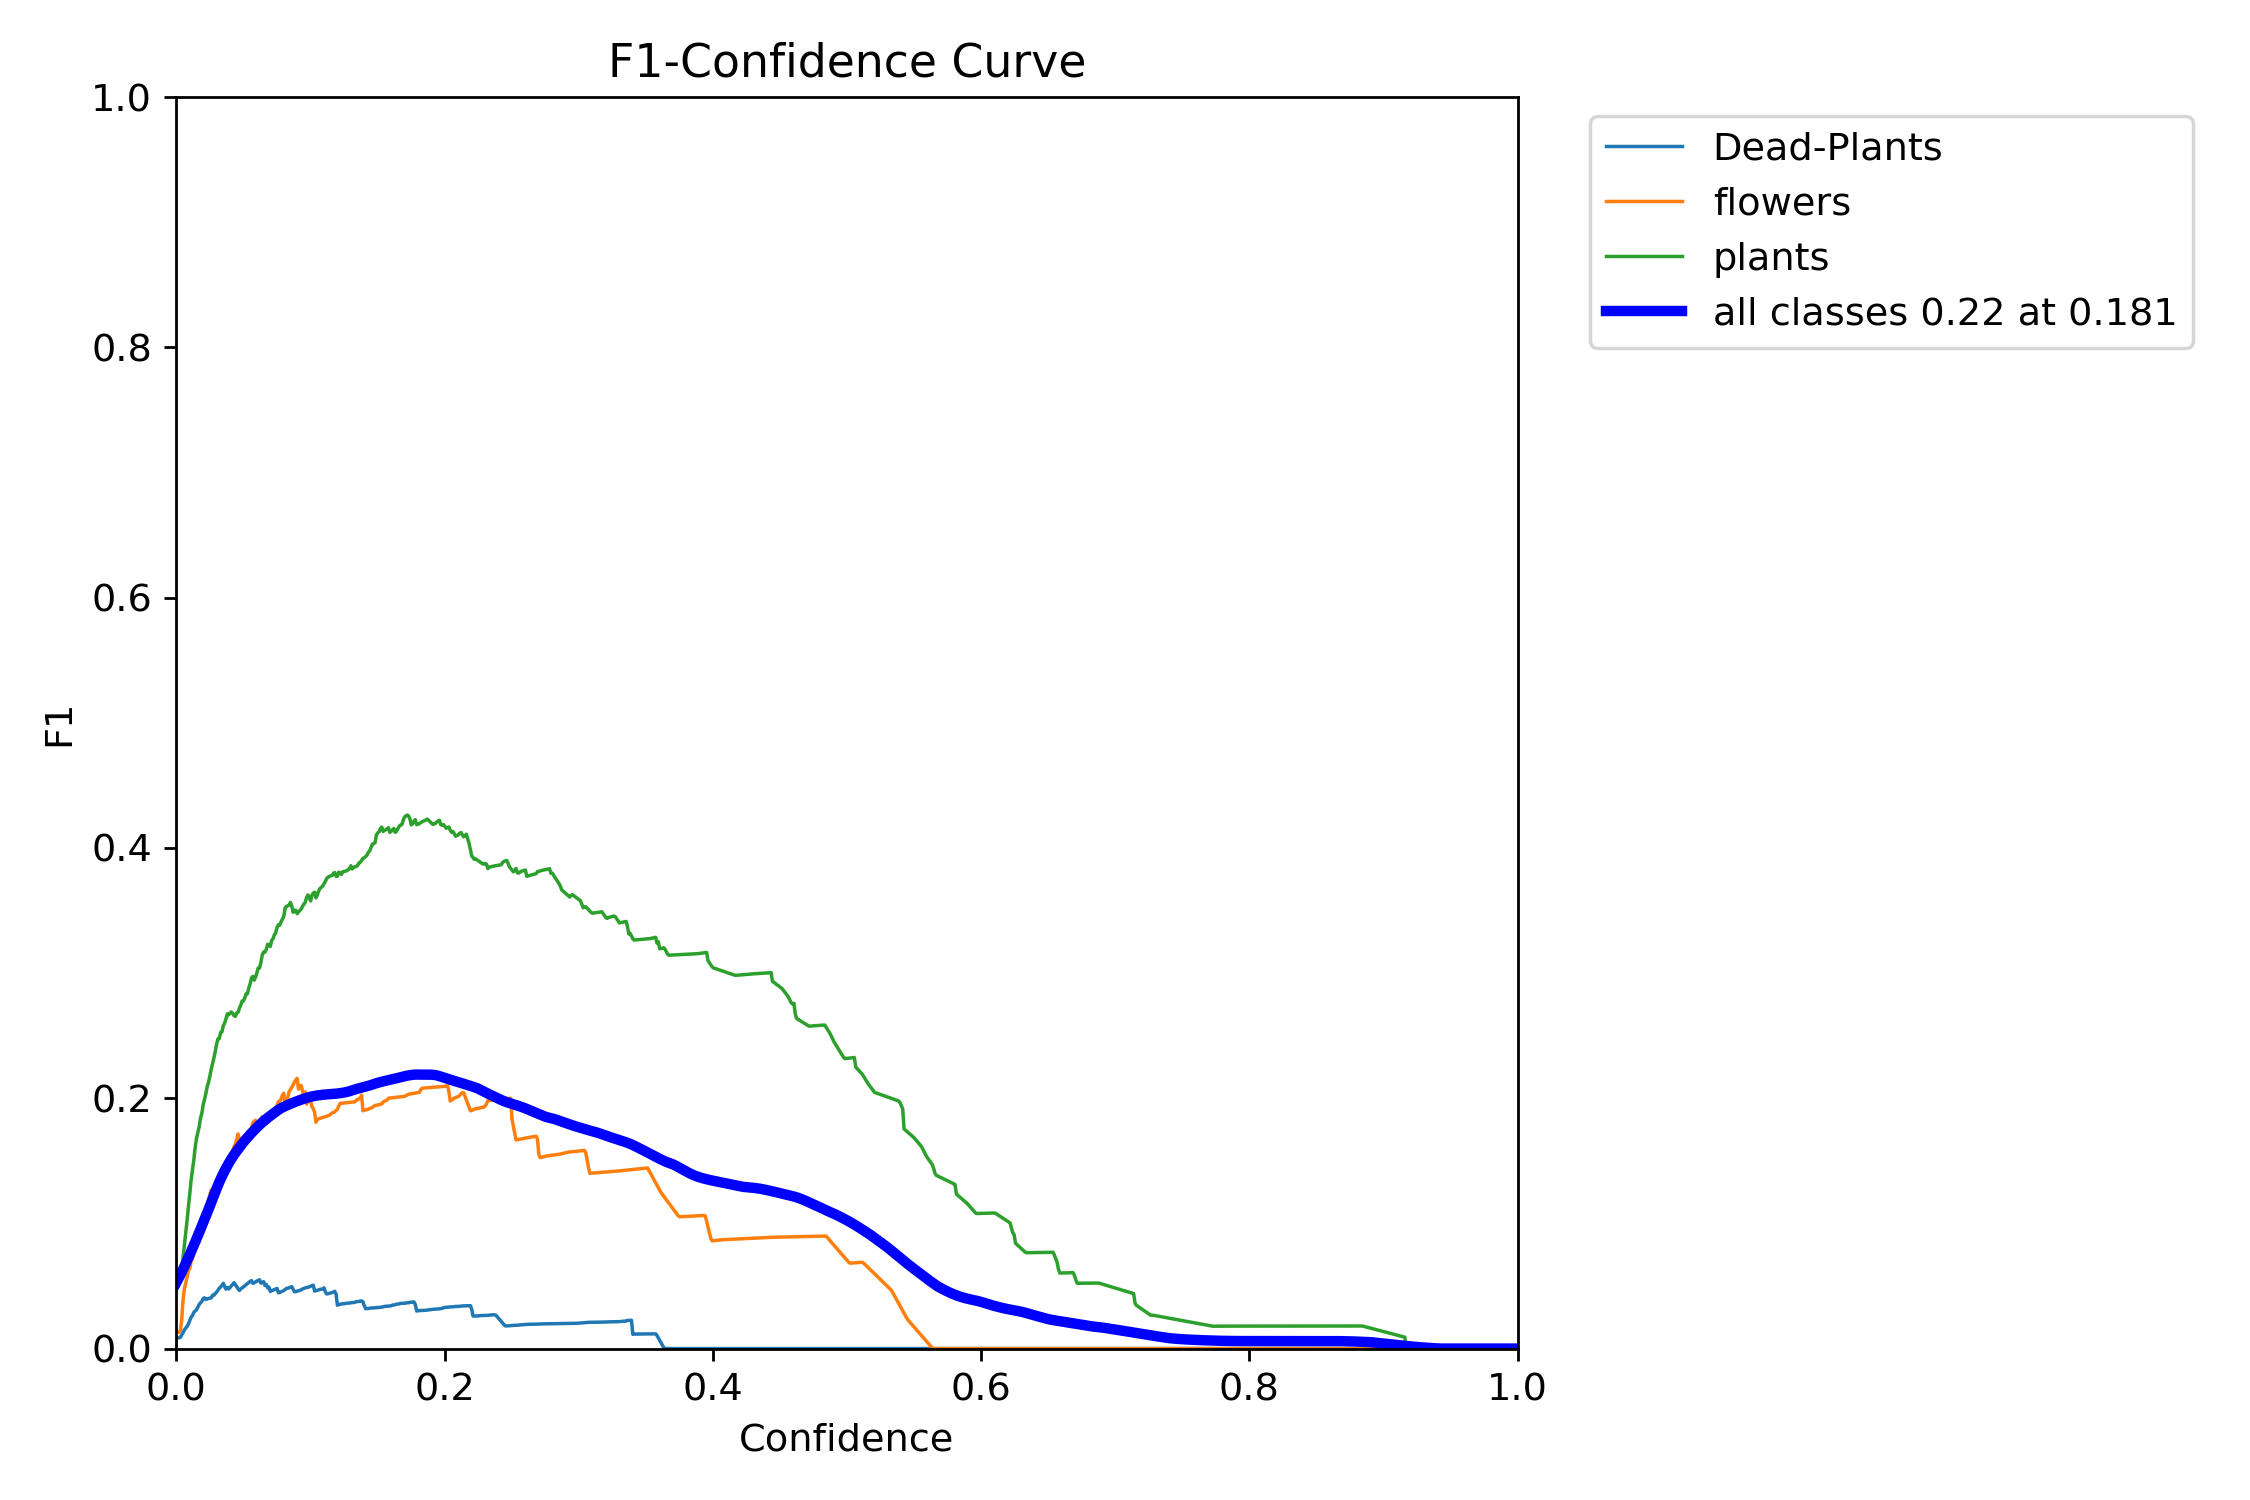 F1-Confidence Curve
1.0
0.8
0.6
0.4
0.2
0.0
F1
0.0 0.2 0.4 0.6 0.8 1.0
Confidence
Dead-Plants
flowers
plants
all classes 0.22 at 0.181